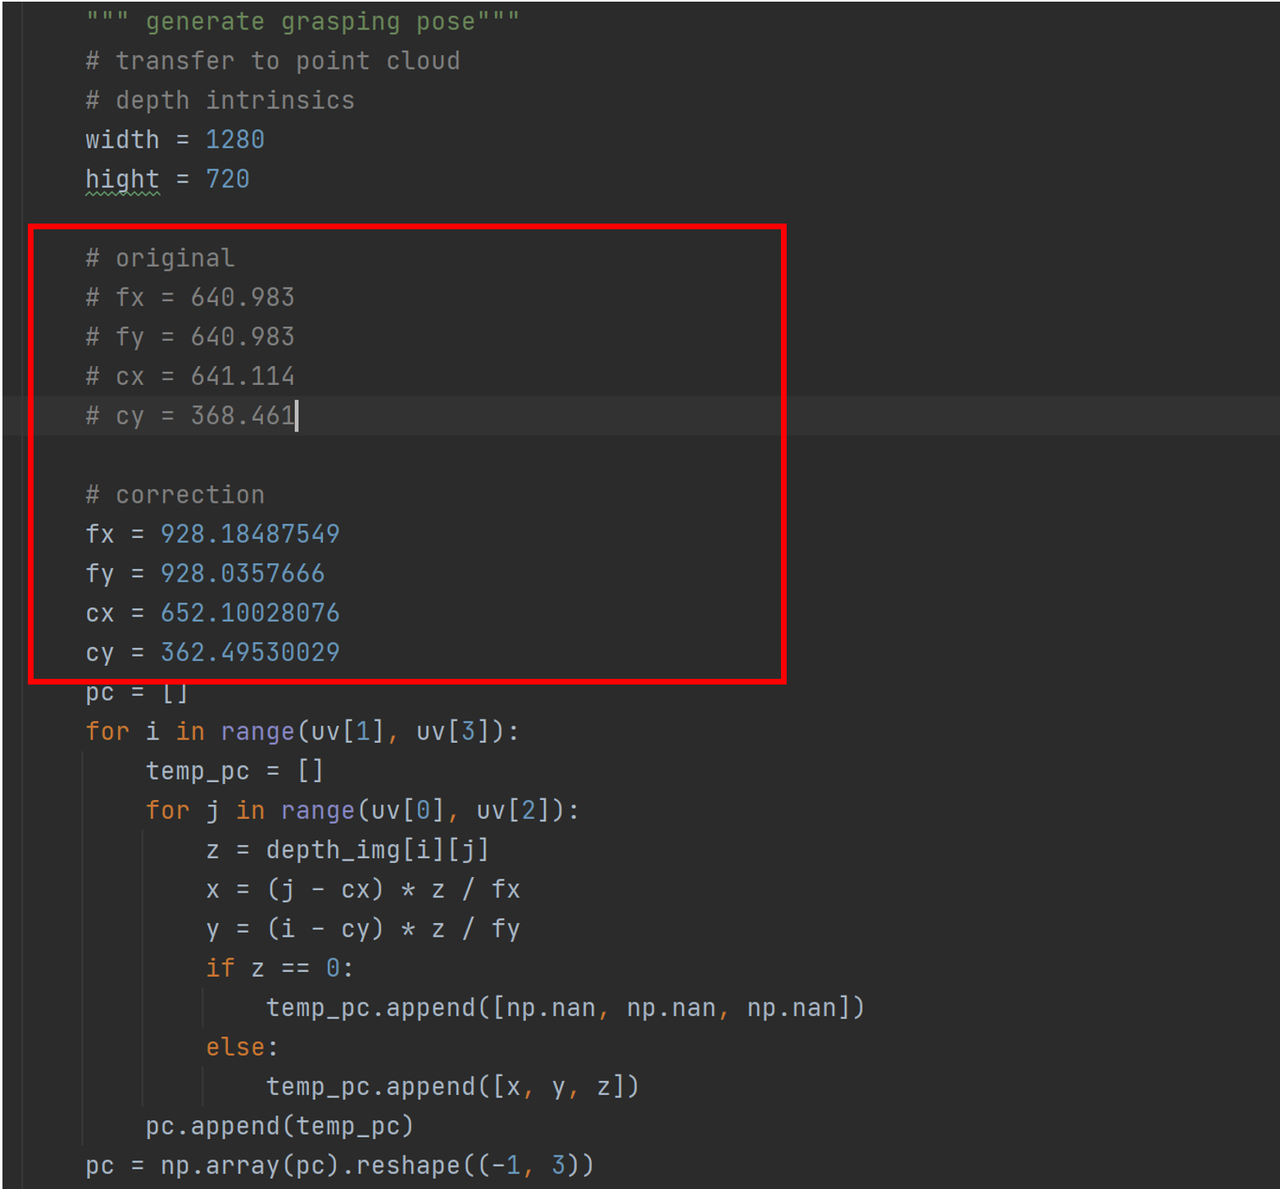 """ generate grasping pose"""
# transfer to point cloud
# depth intrinsics
width = 1280
hight = 720
# original
# fx = 640.983
# fy = 640.983
# cx = 641.114
# cy = 368.461
# correction
fx = 928.18487549
fy = 928.0357666
cx = 652.10028076
cy = 362.49530029
pc = []
for i in range(uv[1], uv[3]):
temp_pc = []
for j in range(uv[0], uv[2]):
z = depth_img[i][j]
x = (j - cx) * z / fx
y = (i - cy) * z / fy
if z == 0:
temp_pc.append([np.nan, np.nan, np.nan])
else:
temp_pc.append([x, y, z])
pc.append(temp_pc)
pc = np.array(pc).reshape((-1, 3))